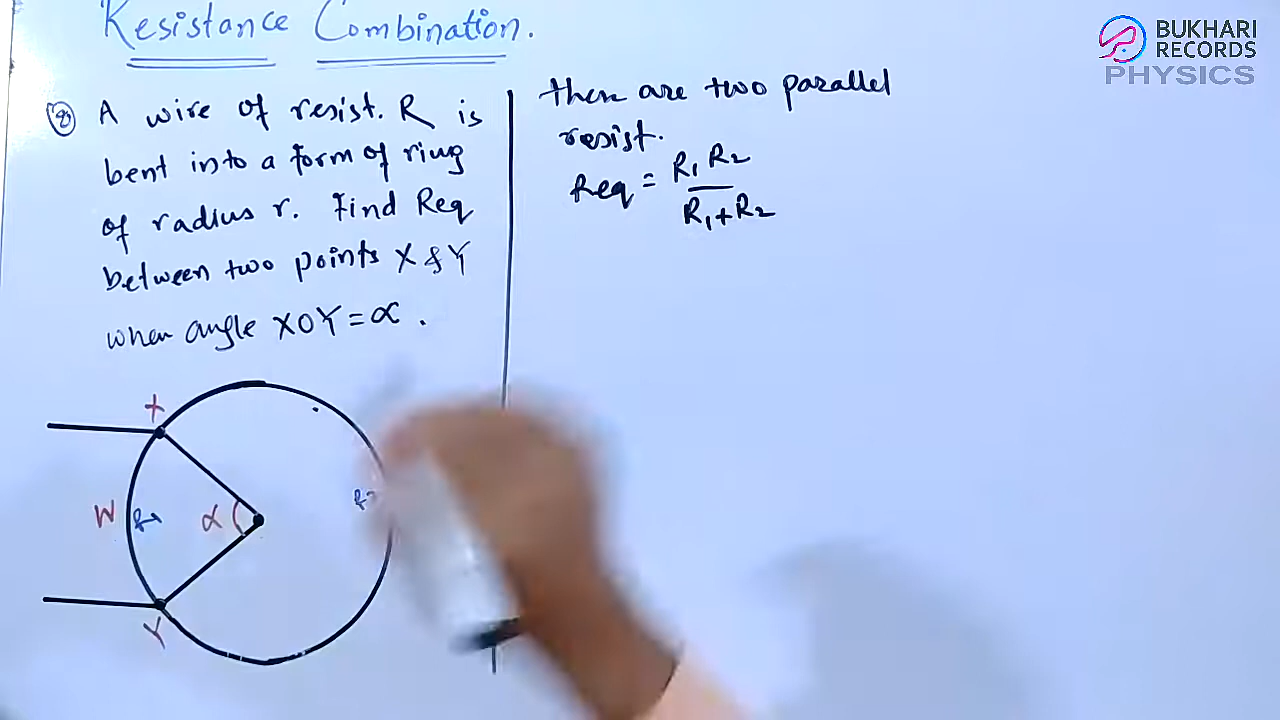 Resistance Combination.
BUKHARI
RECORDS
PHYSICS
(8) A wire of resist. R is
bent into a form of ring
of radius r. Find Req
between two points X & Y
when angle XOY = α.
then are two parallel
resist.
Req = R1 R2
R1 + R2
X
W
α
Y